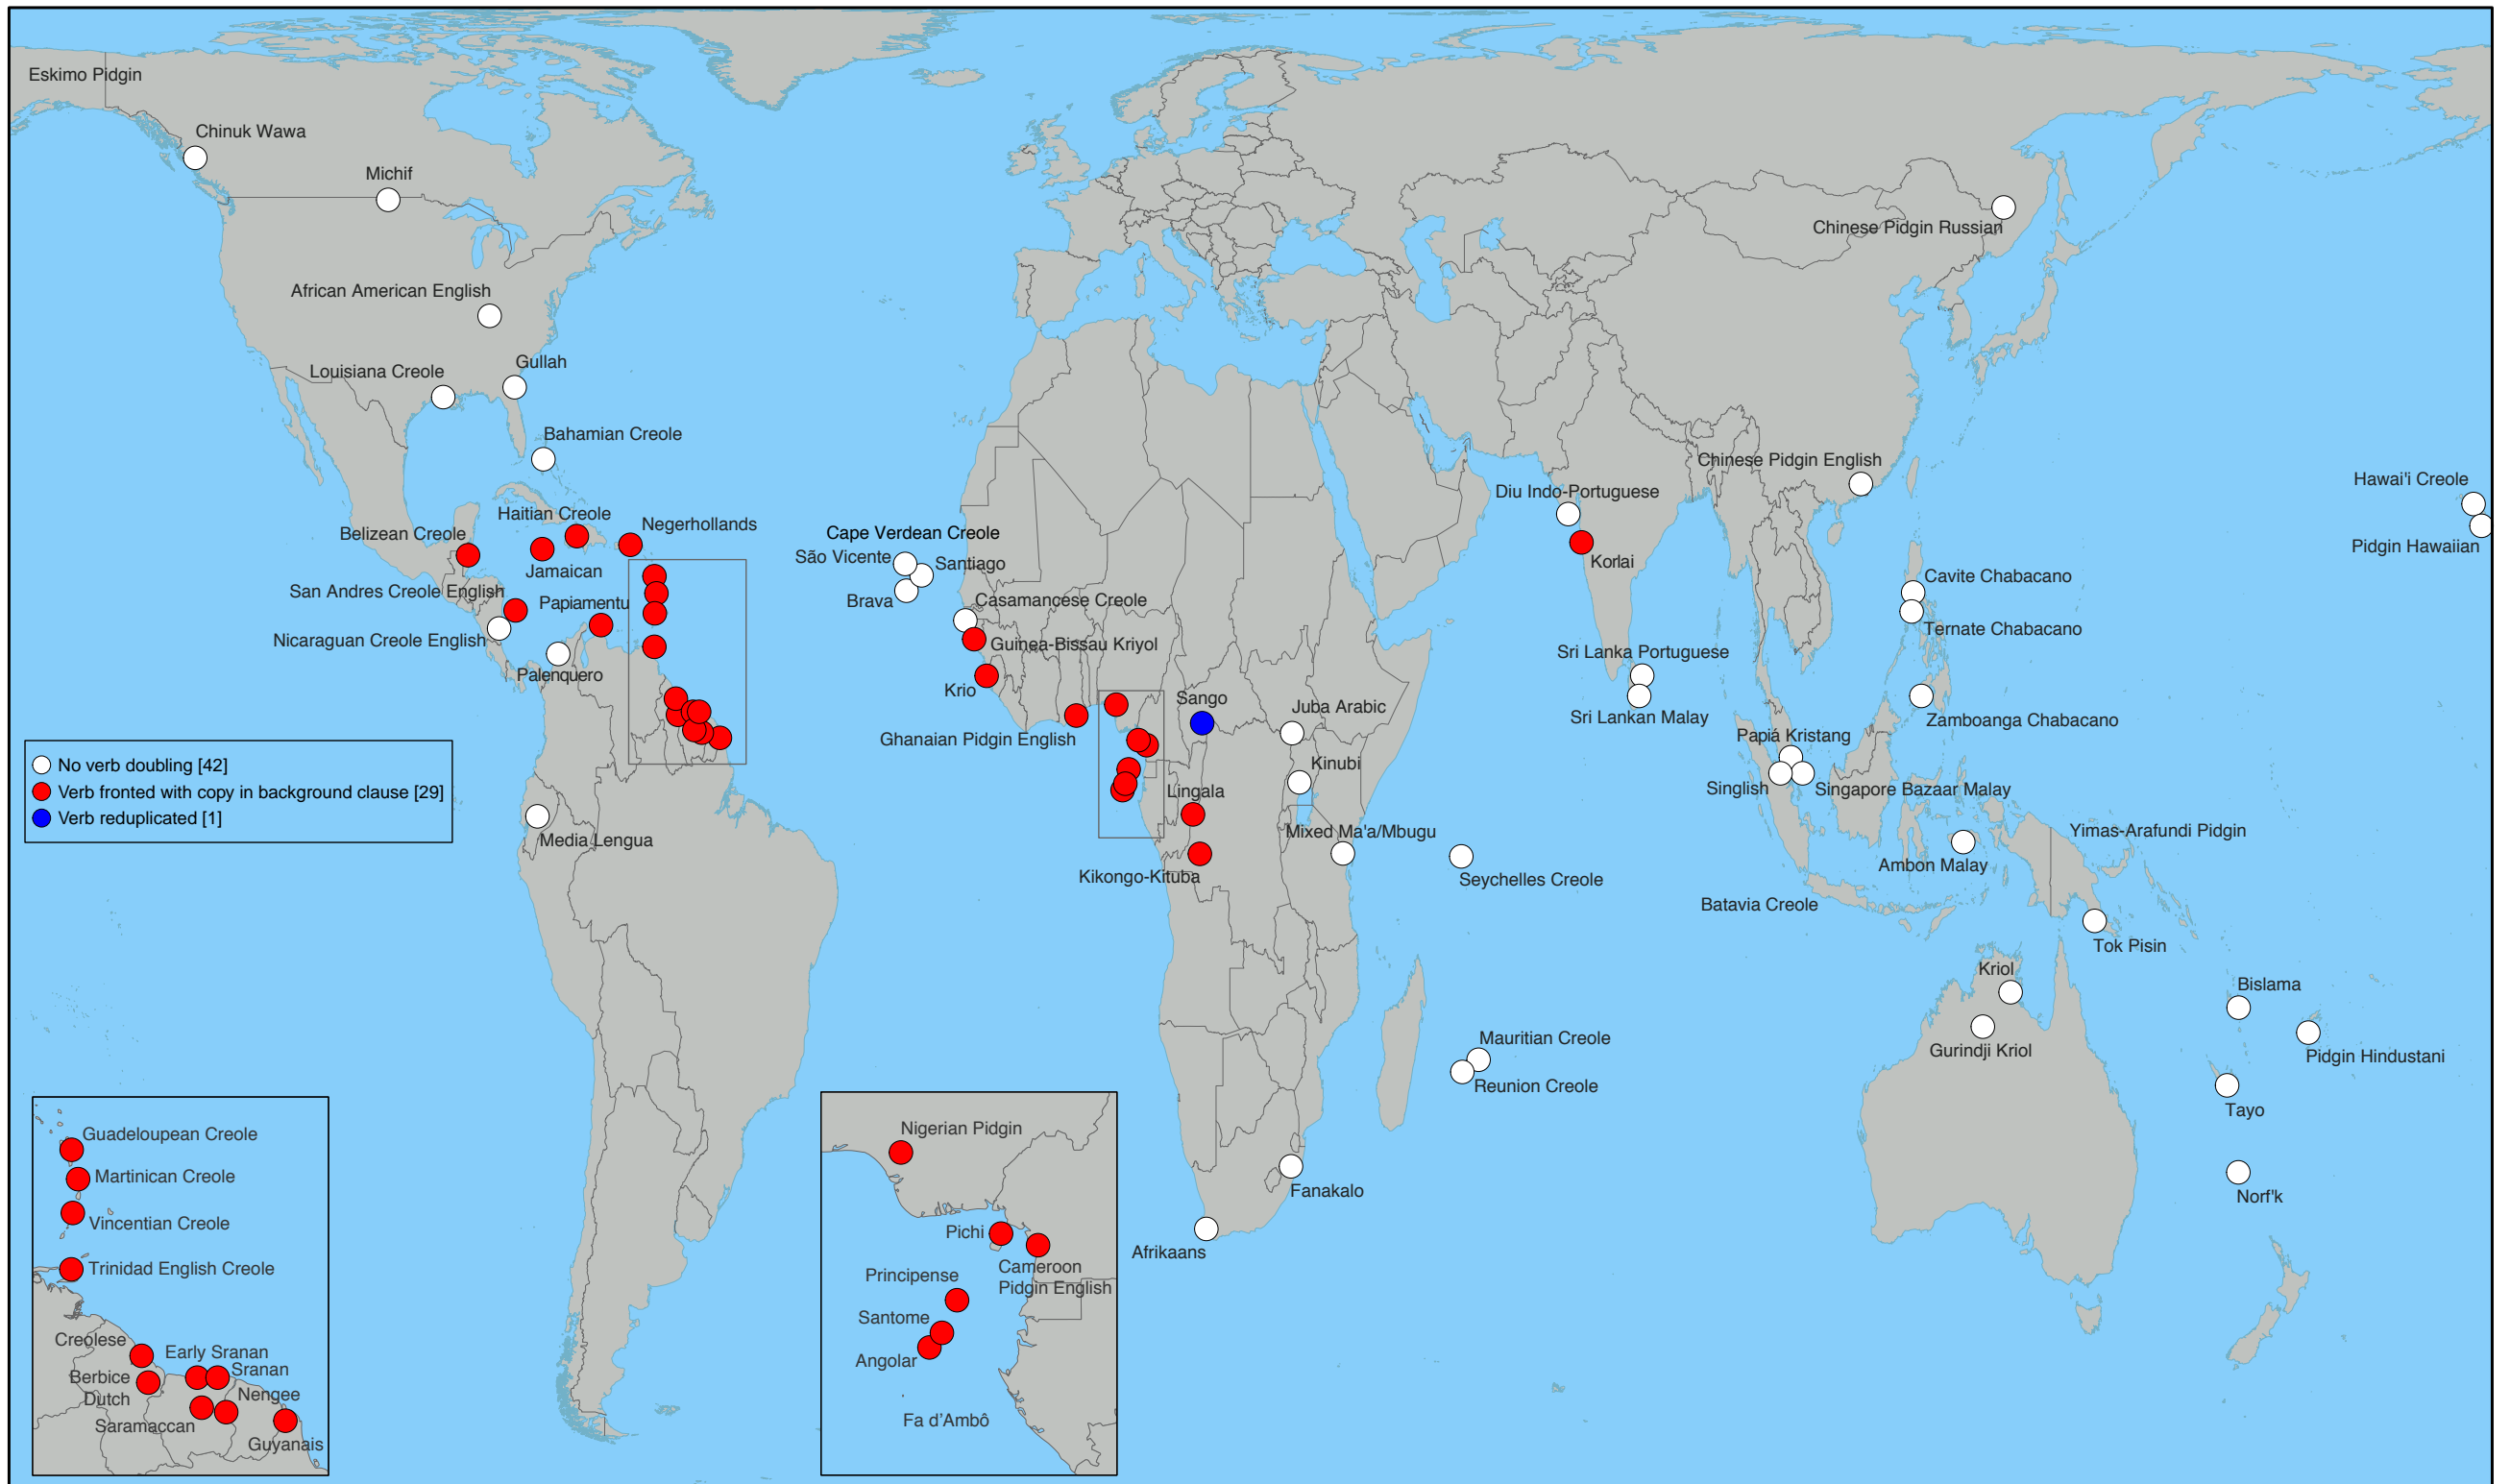 Eskimo Pidgin
Chinuk Wawa
Michif
Chinese Pidgin Russian
African American English
Gullah
Louisiana Creole
Bahamian Creole
Chinese Pidgin English
Hawai'i Creole
Diu Indo-Portuguese
Haitian Creole
Negerhollands
Belizean Creole
Cape Verdean Creole
Pidgin Hawaiian
São Vicente
Santiago
Korlai
Jamaican
Cavite Chabacano
San Andres Creole English
Papiamentu
Brava
Casamancese Creole
Ternate Chabacano
Nicaraguan Creole English
Guinea-Bissau Kriyol
Sri Lanka Portuguese
Palenquero
Krio
Sango
Juba Arabic
Sri Lankan Malay
Zamboanga Chabacano
Ghanaian Pidgin English
Papiá Kristang
No verb doubling [42]
Verb fronted with copy in background clause [29]
Verb reduplicated [1]
Kinubi
Lingala
Singlish
Singapore Bazaar Malay
Media Lengua
Mixed Ma'a/Mbugu
Yimas-Arafundi Pidgin
Ambon Malay
Kikongo-Kituba
Seychelles Creole
Batavia Creole
Tok Pisin
Kriol
Bislama
Mauritian Creole
Gurindji Kriol
Pidgin Hindustani
Reunion Creole
Tayo
Fanakalo
Norf'k
Afrikaans
Guadeloupean Creole
Martinican Creole
Vincentian Creole
Trinidad English Creole
Creolese
Early Sranan
Sranan
Berbice
Dutch
Nengee
Saramaccan
Guyanais
Nigerian Pidgin
Pichi
Cameroon
Pidgin English
Principense
Santome
Angolar
Fa d'Ambô